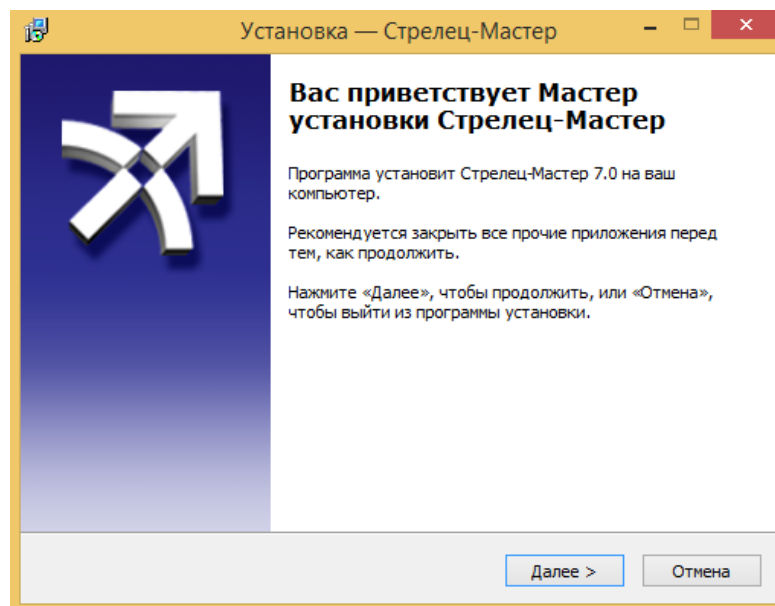 Установка — Стрелец-Мастер
Вас приветствует Мастер
установки Стрелец-Мастер
Программа установит Стрелец-Мастер 7.0 на ваш
компьютер.
Рекомендуется закрыть все прочие приложения перед
тем, как продолжить.
Нажмите «Далее», чтобы продолжить, или «Отмена»,
чтобы выйти из программы установки.
Далее >
Отмена